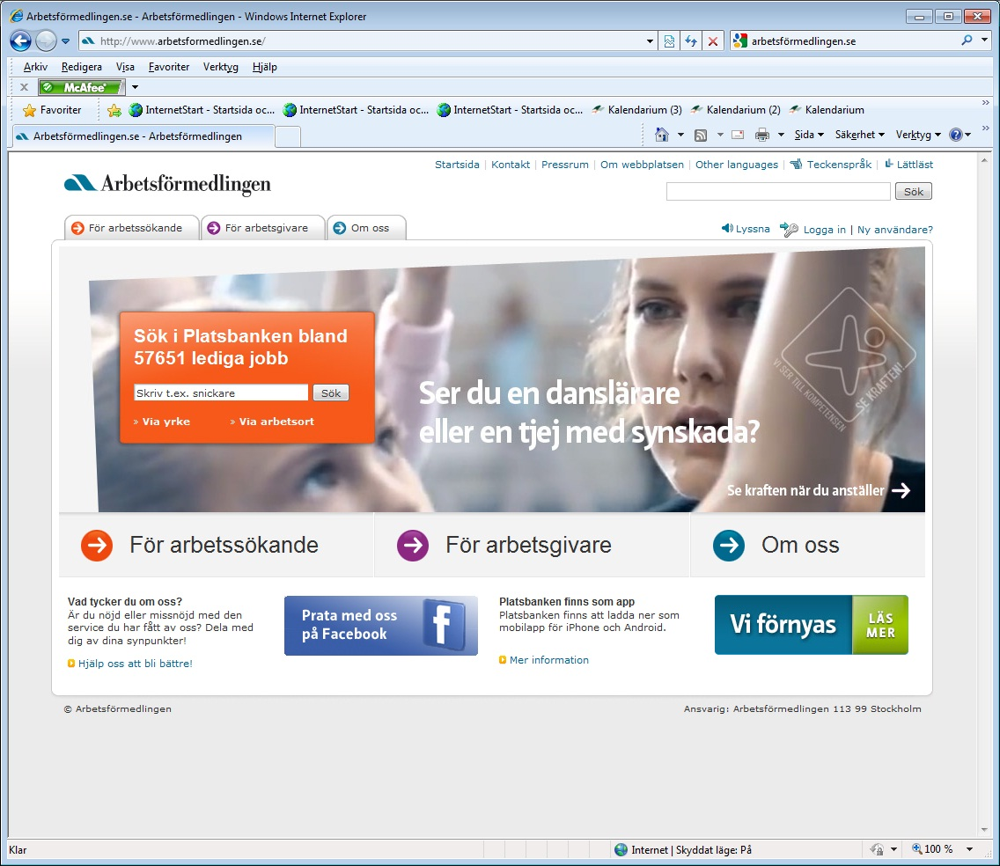 Arbetsförmedlingen.se - Arbetsförmedlingen - Windows Internet Explorer
http://www.arbetsformedlingen.se/
arbetsförmedlingen.se
Arkiv Redigera Visa Favoriter Verktyg Hjälp
x McAfee
Favoriter InternetStart - Startsida oc... InternetStart - Startsida oc... InternetStart - Startsida oc... Kalendarium (3) Kalendarium (2) Kalendarium
Arbetsförmedlingen.se - Arbetsförmedlingen
Sida Säkerhet Verktyg
Startsida | Kontakt | Pressrum | Om webbplatsen | Other languages | Teckenspråk | Lättläst
Arbetsförmedlingen
Sök
För arbetssökande För arbetsgivare Om oss
Lyssna Logga in | Ny användare?
Sök i Platsbanken bland
57651 lediga jobb
Skriv t.ex. snickare Sök
» Via yrke » Via arbetsort
VI SER TILL KOMPETENSEN
SE KRAFTEN!
Ser du en danslärare
eller en tjej med synskada?
Se kraften när du anställer
För arbetssökande För arbetsgivare Om oss
Vad tycker du om oss?
Är du nöjd eller missnöjd med den
service du har fått av oss? Dela med
dig av dina synpunkter!
Hjälp oss att bli bättre!
Prata med oss
på Facebook
f
Platsbanken finns som app
Platsbanken finns att ladda ner som
mobilapp för iPhone och Android.
Mer information
Vi förnyas
LÄS
MER
© Arbetsförmedlingen
Ansvarig: Arbetsförmedlingen 113 99 Stockholm
Klar
Internet | Skyddat läge: På
100 %